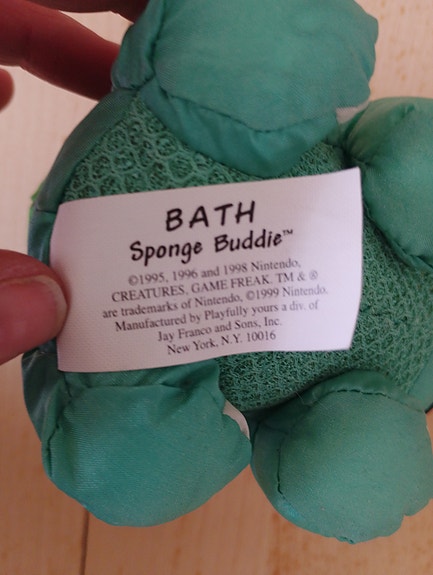 BATH
Sponge Buddie™
©1995, 1996 and 1998 Nintendo,
CREATURES, GAME FREAK. TM & ®
are trademarks of Nintendo, ©1999 Nintendo.
Manufactured by Playfully yours a div. of
Jay Franco and Sons, Inc.
New York, N.Y. 10016